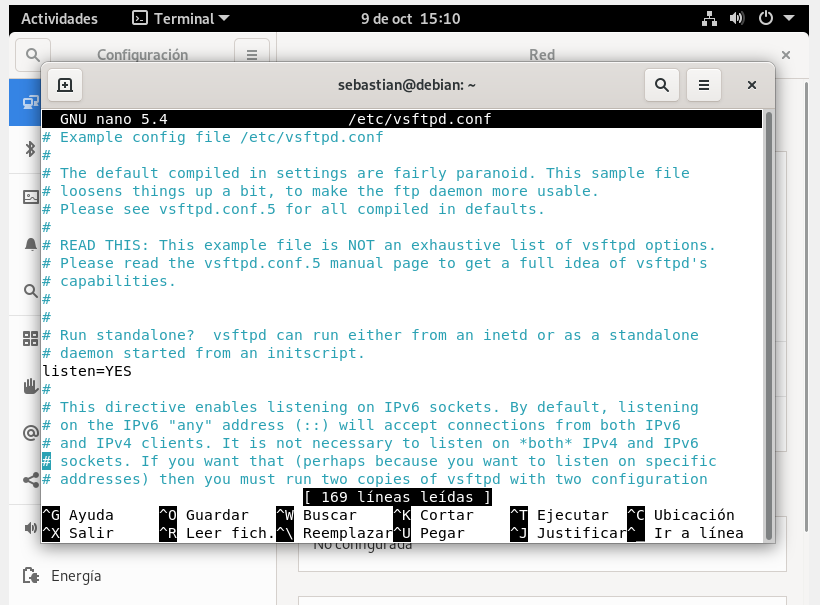 Actividades Terminal 9 de oct 15:10
Configuración Red
sebastian@debian: ~
GNU nano 5.4 /etc/vsftpd.conf
# Example config file /etc/vsftpd.conf
#
# The default compiled in settings are fairly paranoid. This sample file
# loosens things up a bit, to make the ftp daemon more usable.
# Please see vsftpd.conf.5 for all compiled in defaults.
#
# READ THIS: This example file is NOT an exhaustive list of vsftpd options.
# Please read the vsftpd.conf.5 manual page to get a full idea of vsftpd's
# capabilities.
#
#
# Run standalone?  vsftpd can run either from an inetd or as a standalone
# daemon started from an initscript.
listen=YES
#
# This directive enables listening on IPv6 sockets. By default, listening
# on the IPv6 "any" address (::) will accept connections from both IPv6
# and IPv4 clients. It is not necessary to listen on *both* IPv4 and IPv6
# sockets. If you want that (perhaps because you want to listen on specific
# addresses) then you must run two copies of vsftpd with two configuration
[ 169 líneas leídas ]
^G Ayuda ^O Guardar ^W Buscar ^K Cortar ^T Ejecutar ^C Ubicación
^X Salir ^R Leer fich. ^\ Reemplazar ^U Pegar ^J Justificar ^_ Ir a línea
No configurada
Energía